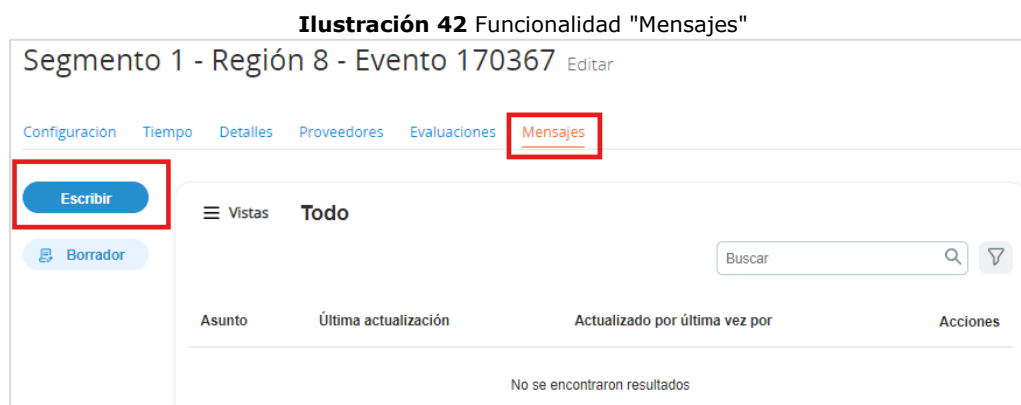 Ilustración 42 Funcionalidad "Mensajes"
Segmento 1 - Región 8 - Evento 170367 Editar
Configuración Tiempo Detalles Proveedores Evaluaciones Mensajes
Escribir
Vistas Todo
Borrador
Buscar
Asunto Última actualización Actualizado por última vez por Acciones
No se encontraron resultados